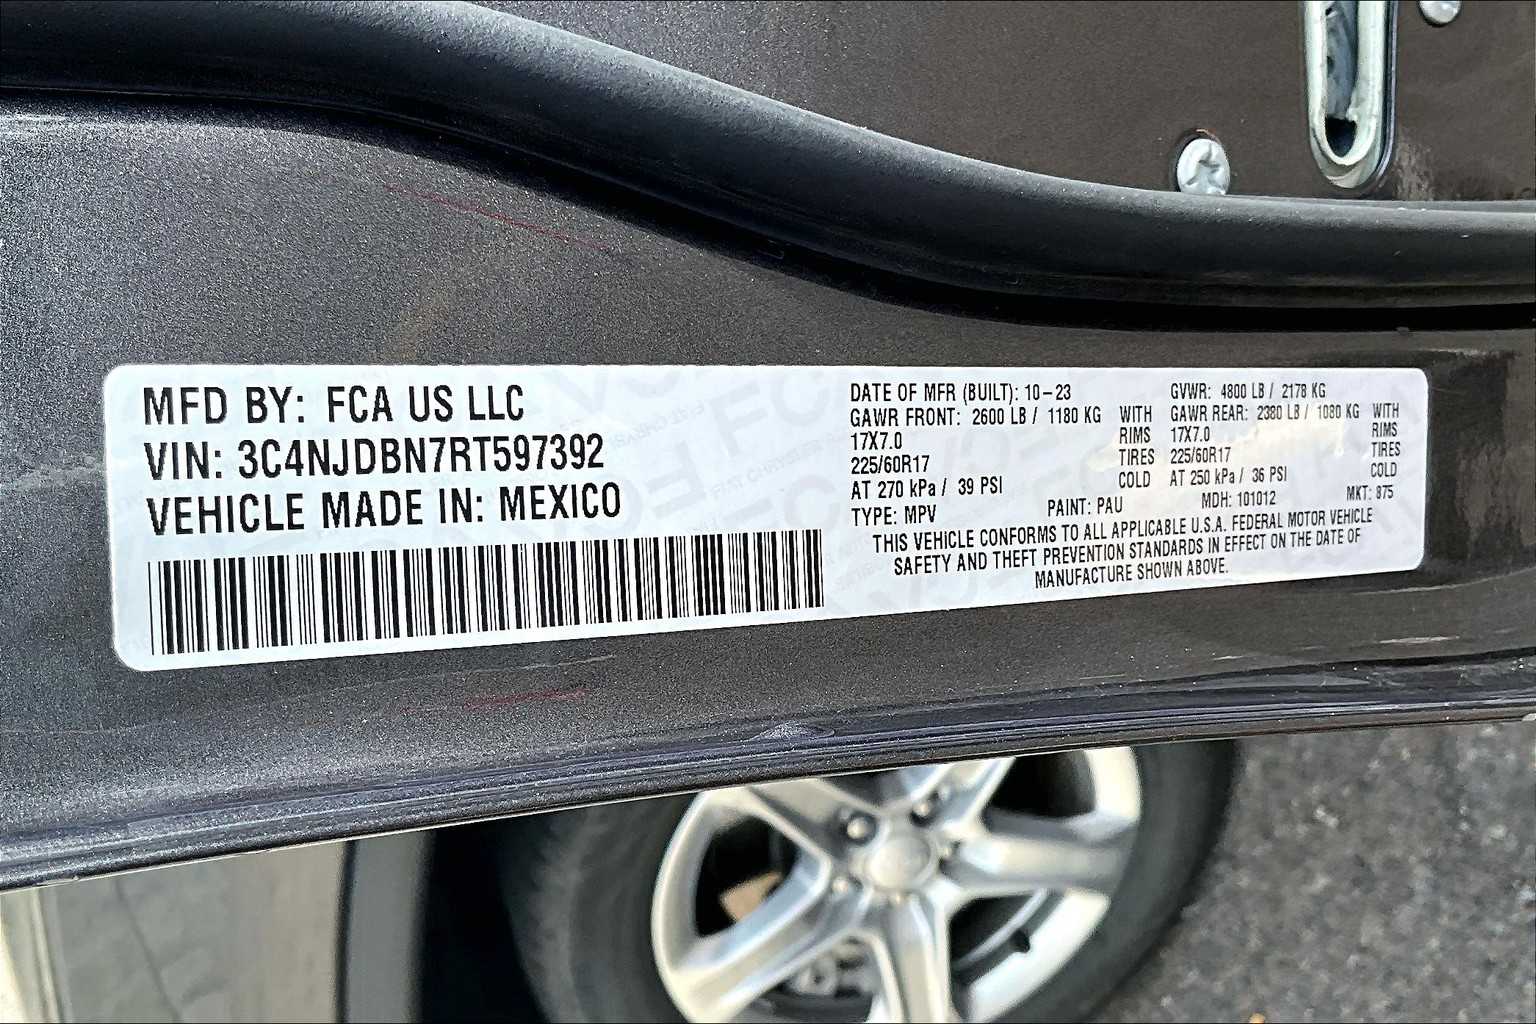 MFD BY: FCA US LLC
VIN: 3C4NJDBN7RT597392
VEHICLE MADE IN: MEXICO
DATE OF MFR (BUILT): 10-23 GVWR: 4800 LB / 2178 KG
GAWR FRONT: 2600 LB / 1180 KG WITH GAWR REAR: 2380 LB / 1080 KG WITH
17X7.0 RIMS 17X7.0 RIMS
225/60R17 TIRES 225/60R17 TIRES
AT 270 kPa / 39 PSI COLD AT 250 kPa / 36 PSI COLD
TYPE: MPV PAINT: PAU MDH: 101012 MKT: 875
THIS VEHICLE CONFORMS TO ALL APPLICABLE U.S.A. FEDERAL MOTOR VEHICLE
SAFETY AND THEFT PREVENTION STANDARDS IN EFFECT ON THE DATE OF
MANUFACTURE SHOWN ABOVE.